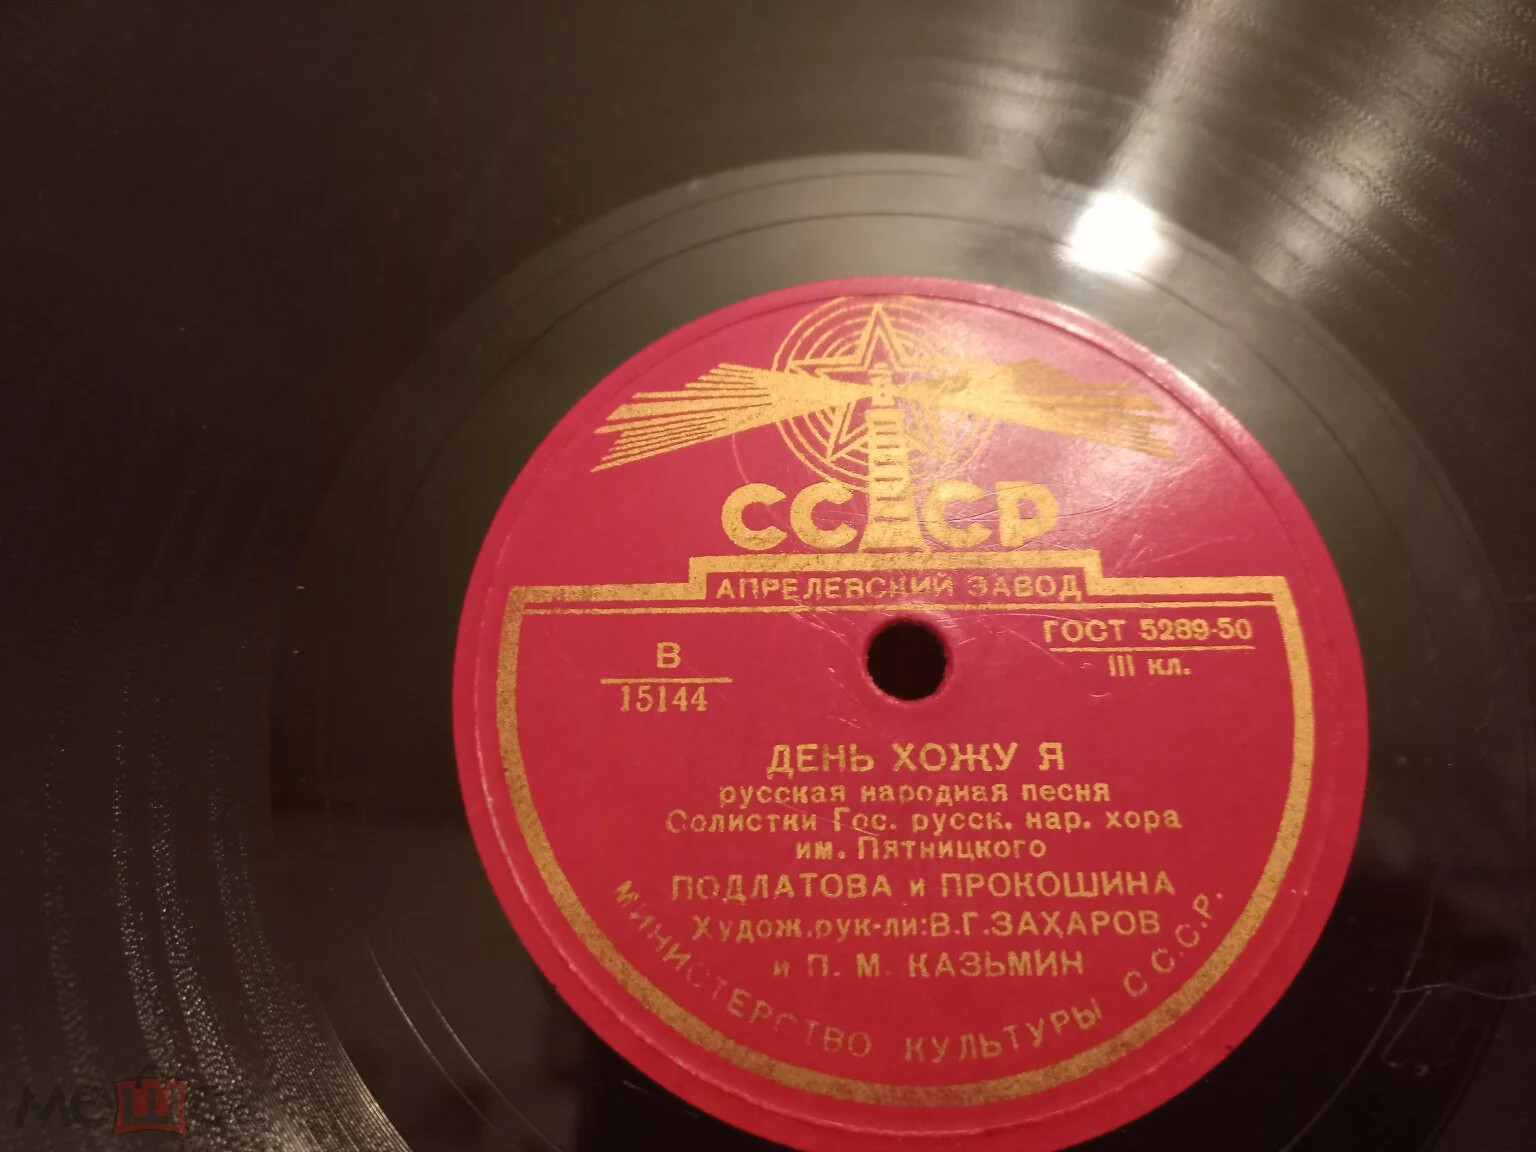 СССР
АПРЕЛЕВСКИЙ ЗАВОД
В
15144
ГОСТ 5289-50
III кл.
ДЕНЬ ХОЖУ Я
русская народная песня
Солистки Гос. русск. нар. хора
им. Пятницкого
ПОДЛАТОВА и ПРОКОШИНА
Худож.рук-ли:В.Г.ЗАХАРОВ
и П. М. КАЗЬМИН
МИНИСТЕРСТВО КУЛЬТУРЫ С.С.С.Р.